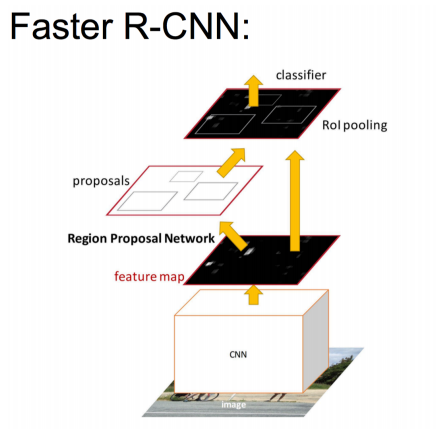 Faster R-CNN:
classifier
RoI pooling
proposals
Region Proposal Network
feature map
CNN
image